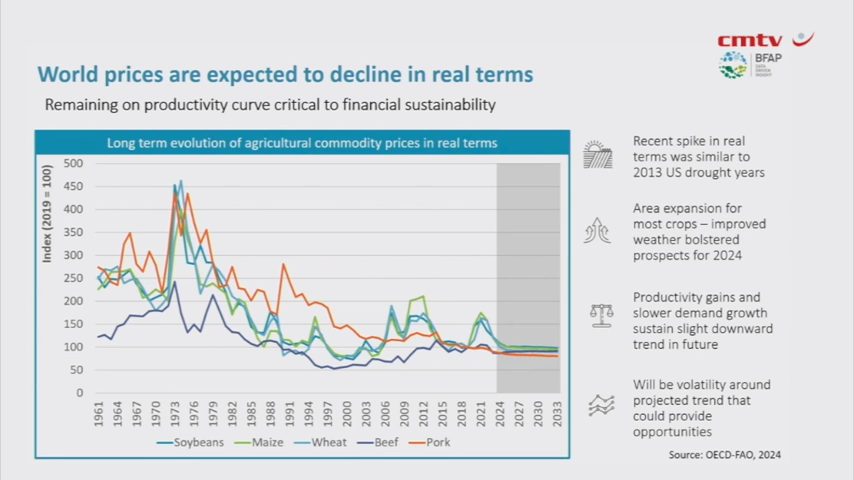 cmtv
BFAP
World prices are expected to decline in real terms
Remaining on productivity curve critical to financial sustainability
Long term evolution of agricultural commodity prices in real terms
Index (2019 = 100)
500
450
400
350
300
250
200
150
100
50
0
1961 1964 1967 1970 1973 1976 1979 1982 1985 1988 1991 1994 1997 2000 2003 2006 2009 2012 2015 2018 2021 2024 2027 2030 2033
Soybeans Maize Wheat Beef Pork
Recent spike in real
terms was similar to
2013 US drought years
Area expansion for
most crops – improved
weather bolstered
prospects for 2024
Productivity gains and
slower demand growth
sustain slight downward
trend in future
Will be volatility around
projected trend that
could provide
opportunities
Source: OECD-FAO, 2024